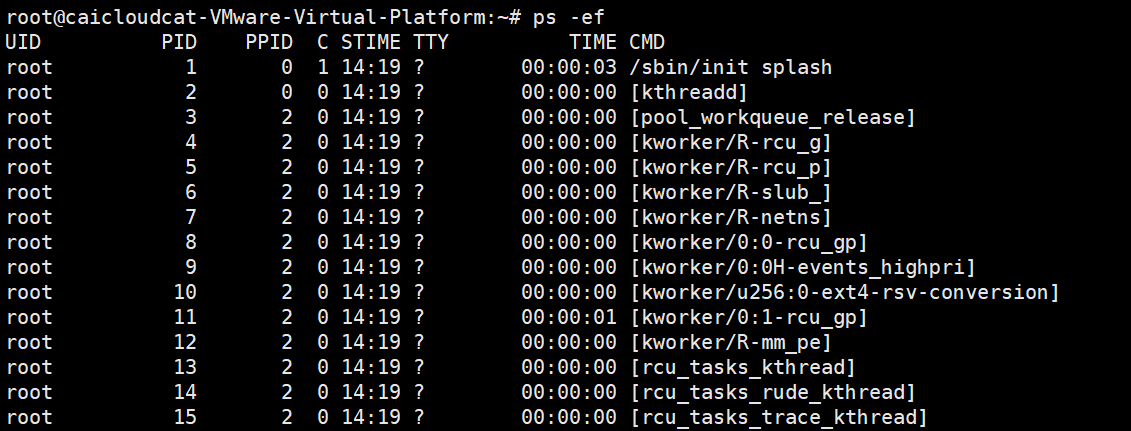 root@caicloudcat-VMware-Virtual-Platform:~# ps -ef
UID          PID    PPID  C STIME TTY          TIME CMD
root           1       0  1 14:19 ?        00:00:03 /sbin/init splash
root           2       0  0 14:19 ?        00:00:00 [kthreadd]
root           3       2  0 14:19 ?        00:00:00 [pool_workqueue_release]
root           4       2  0 14:19 ?        00:00:00 [kworker/R-rcu_g]
root           5       2  0 14:19 ?        00:00:00 [kworker/R-rcu_p]
root           6       2  0 14:19 ?        00:00:00 [kworker/R-slub_]
root           7       2  0 14:19 ?        00:00:00 [kworker/R-netns]
root           8       2  0 14:19 ?        00:00:00 [kworker/0:0-rcu_gp]
root           9       2  0 14:19 ?        00:00:00 [kworker/0:0H-events_highpri]
root          10       2  0 14:19 ?        00:00:00 [kworker/u256:0-ext4-rsv-conversion]
root          11       2  0 14:19 ?        00:00:01 [kworker/0:1-rcu_gp]
root          12       2  0 14:19 ?        00:00:00 [kworker/R-mm_pe]
root          13       2  0 14:19 ?        00:00:00 [rcu_tasks_kthread]
root          14       2  0 14:19 ?        00:00:00 [rcu_tasks_rude_kthread]
root          15       2  0 14:19 ?        00:00:00 [rcu_tasks_trace_kthread]